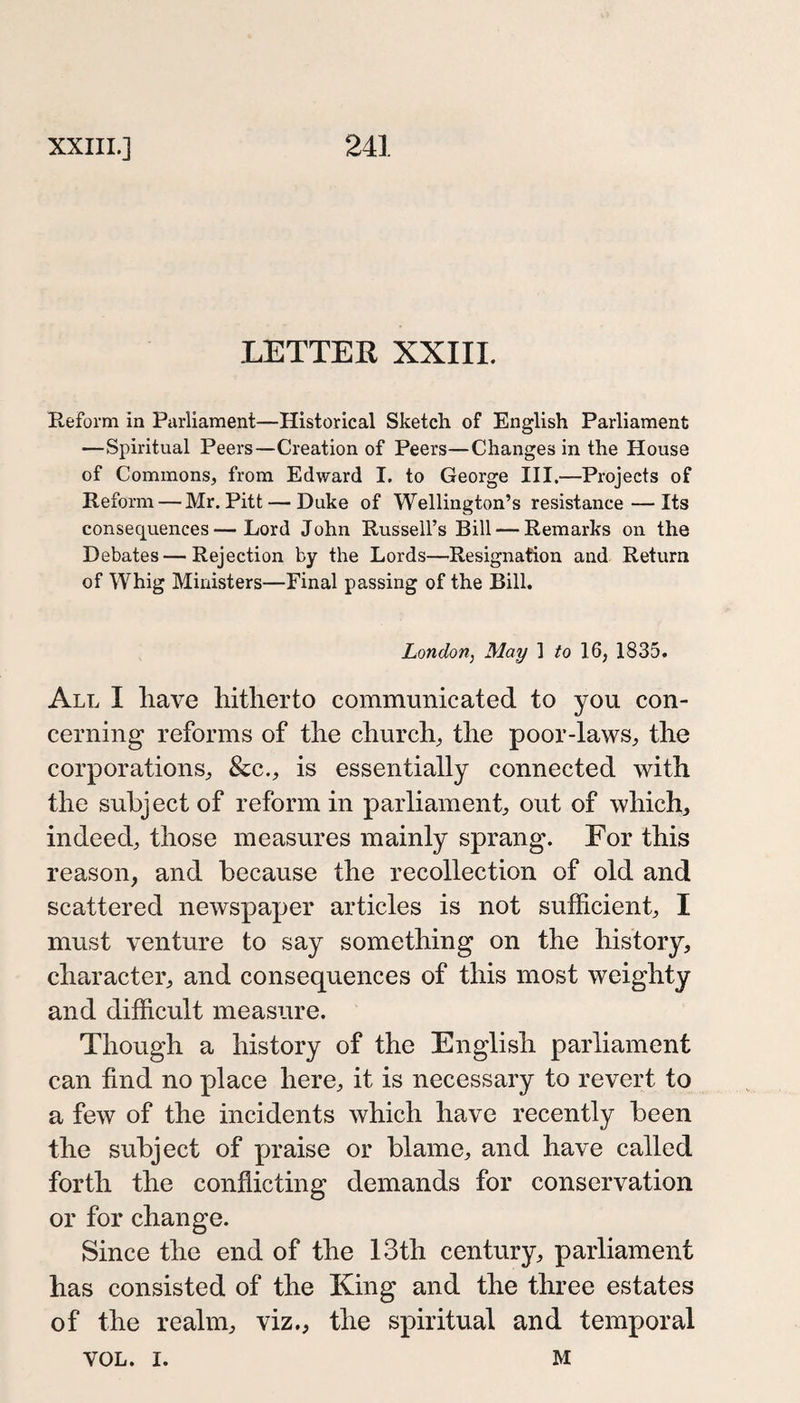 XXIII.] 241
LETTER XXIII.
Reform in Parliament—Historical Sketch of English Parliament
—Spiritual Peers—Creation of Peers—Changes in the House
of Commons, from Edward I. to George III.—Projects of
Reform—Mr. Pitt—Duke of Wellington's resistance—Its
consequences—Lord John Russell's Bill—Remarks on the
Debates—Rejection by the Lords—Resignation and Return
of Whig Ministers—Final passing of the Bill.
London, May 1 to 16, 1835.
All I have hitherto communicated to you con-
cerning reforms of the church, the poor-laws, the
corporations, &c., is essentially connected with
the subject of reform in parliament, out of which,
indeed, those measures mainly sprang. For this
reason, and because the recollection of old and
scattered newspaper articles is not sufficient, I
must venture to say something on the history,
character, and consequences of this most weighty
and difficult measure.
Though a history of the English parliament
can find no place here, it is necessary to revert to
a few of the incidents which have recently been
the subject of praise or blame, and have called
forth the conflicting demands for conservation
or for change.
Since the end of the 13th century, parliament
has consisted of the King and the three estates
of the realm, viz., the spiritual and temporal
VOL. I. M